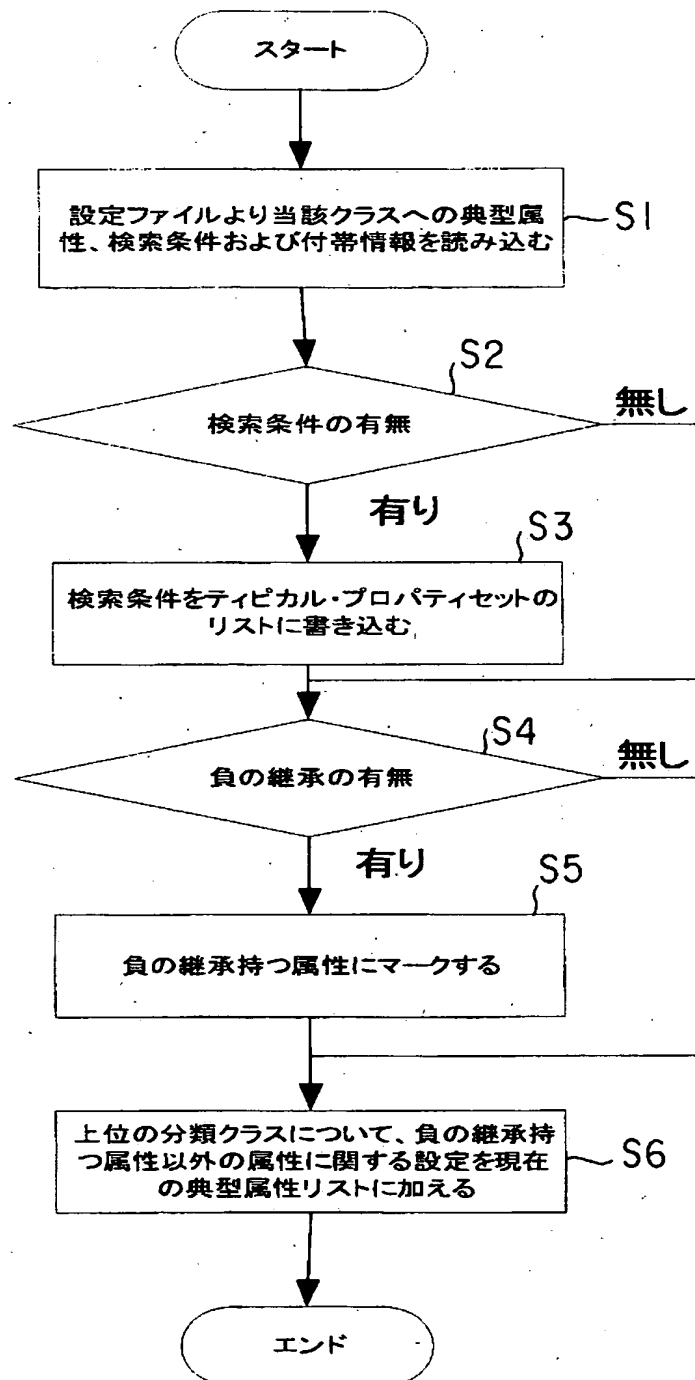 スタート
設定ファイルより当該クラスへの典型属
性、検索条件および付帯情報を読み込む
S1
S2
検索条件の有無
無し
有り
S3
検索条件をティピカル・プロパティセットの
リストに書き込む
S4
負の継承の有無
無し
有り
S5
負の継承持つ属性にマークする
上位の分類クラスについて、負の継承持
つ属性以外の属性に関する設定を現在
の典型属性リストに加える
S6
エンド